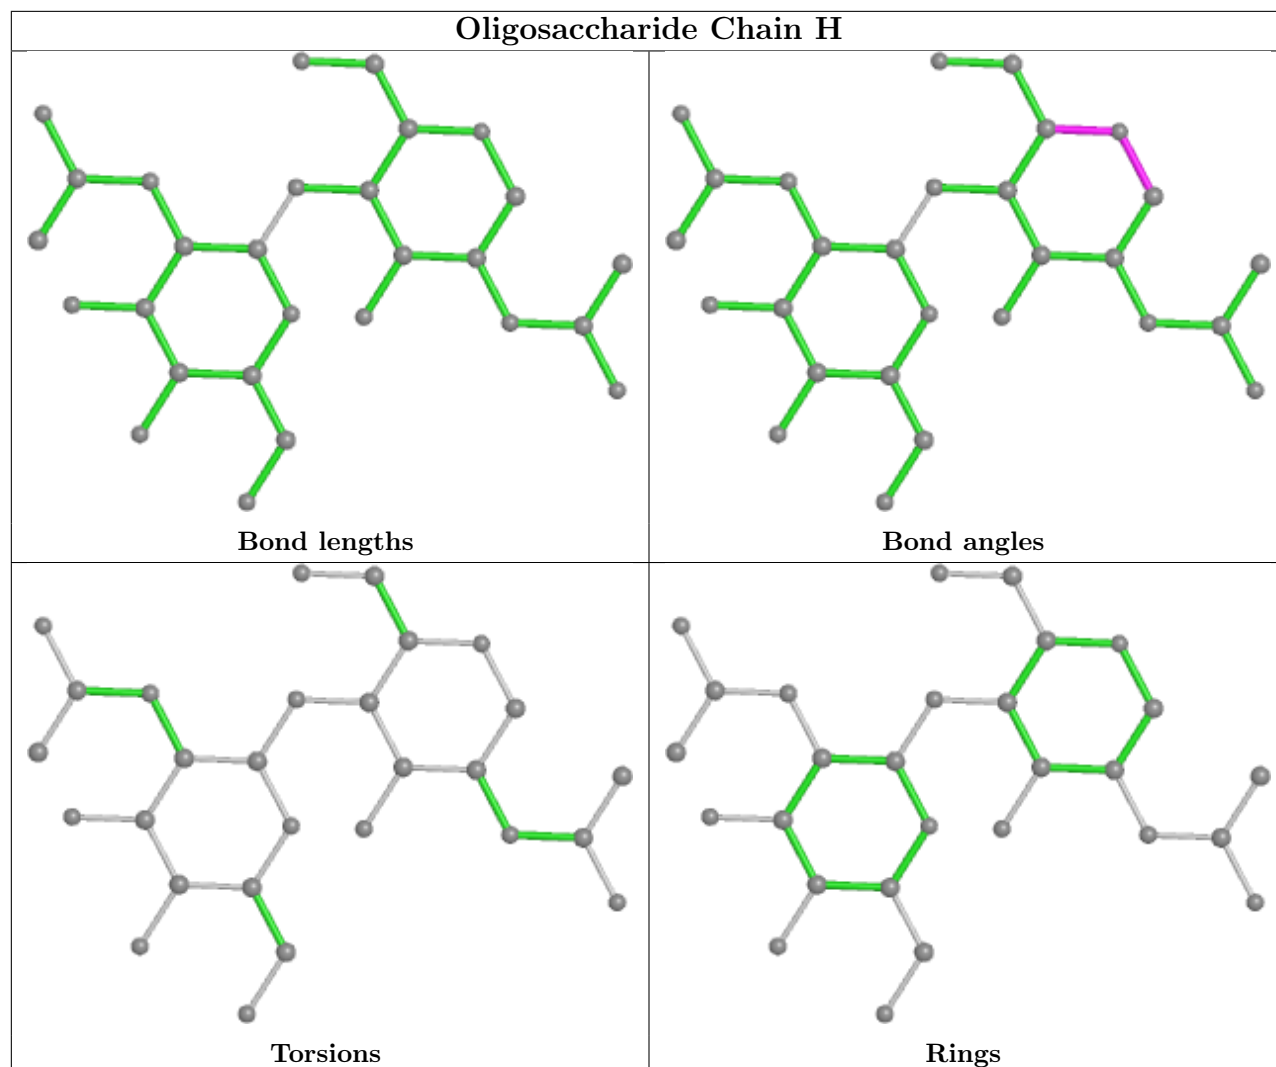 Oligosaccharide Chain H
Bond lengths
Bond angles
Torsions
Rings